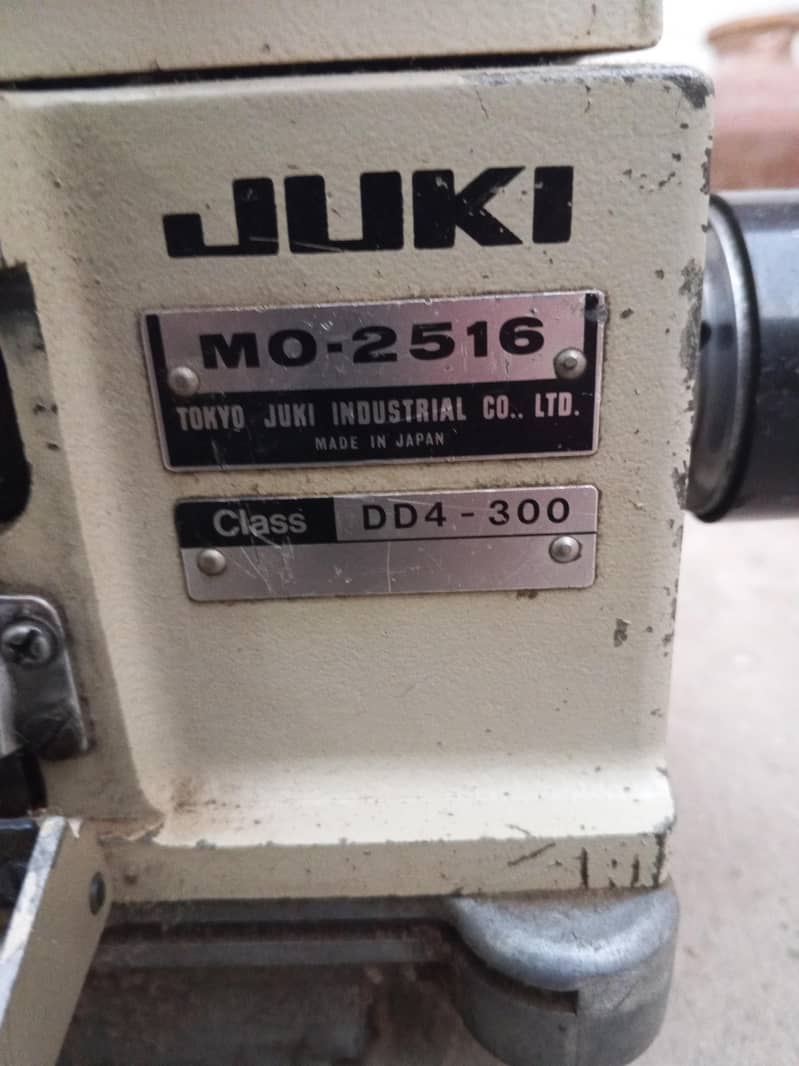 JUKI
MO-2516
TOKYO JUKI INDUSTRIAL CO., LTD.
MADE IN JAPAN
Class DD4-300